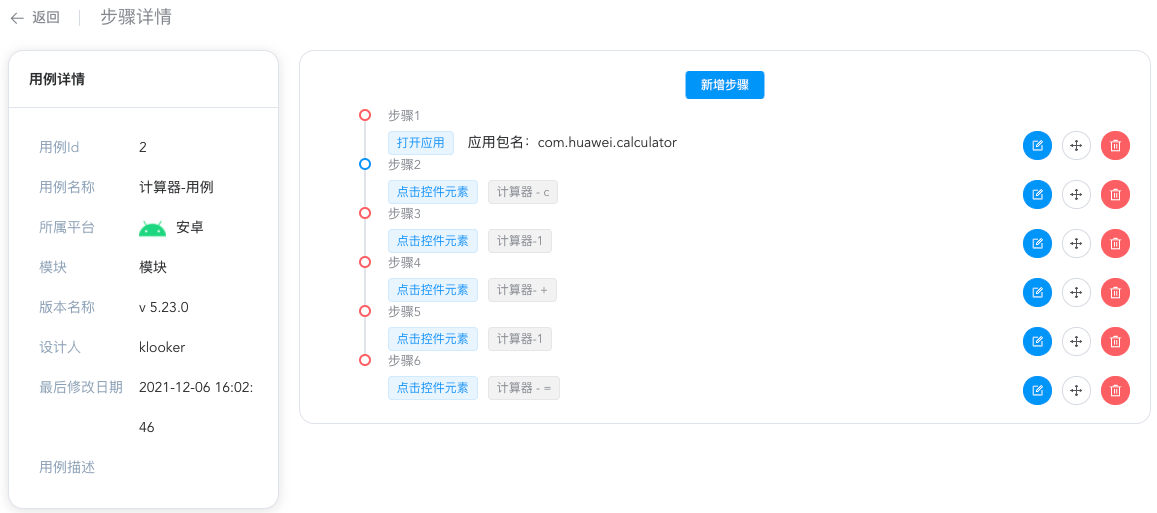 返回
步骤详情
用例详情
用例Id 2
用例名称 计算器-用例
所属平台 安卓
模块 模块
版本名称 v 5.23.0
设计人 klooker
最后修改日期 2021-12-06 16:02:
46
用例描述
新增步骤
步骤1
打开应用 应用包名：com.huawei.calculator
步骤2
点击控件元素 计算器 - c
步骤3
点击控件元素 计算器-1
步骤4
点击控件元素 计算器- +
步骤5
点击控件元素 计算器-1
步骤6
点击控件元素 计算器 - =